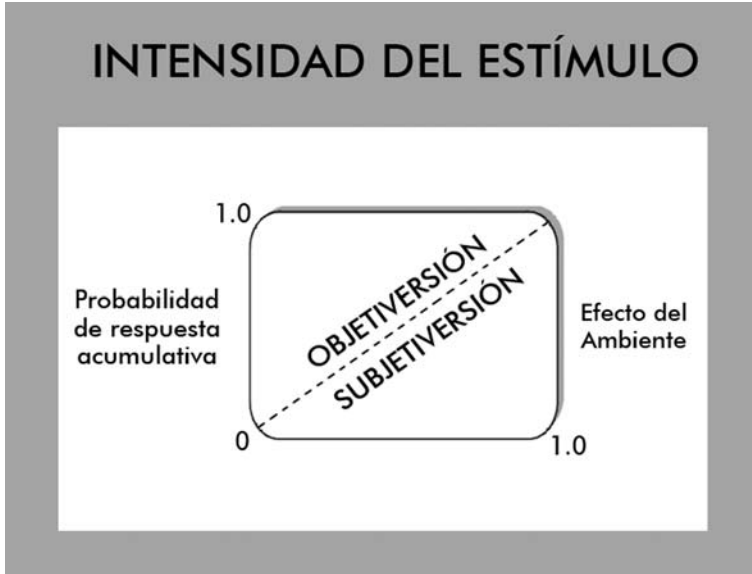 INTENSIDAD DEL ESTÍMULO
1.0
Probabilidad
de respuesta
acumulativa
OBJETIVERSIÓN
SUBJETIVERSIÓN
Efecto del
Ambiente
0
1.0